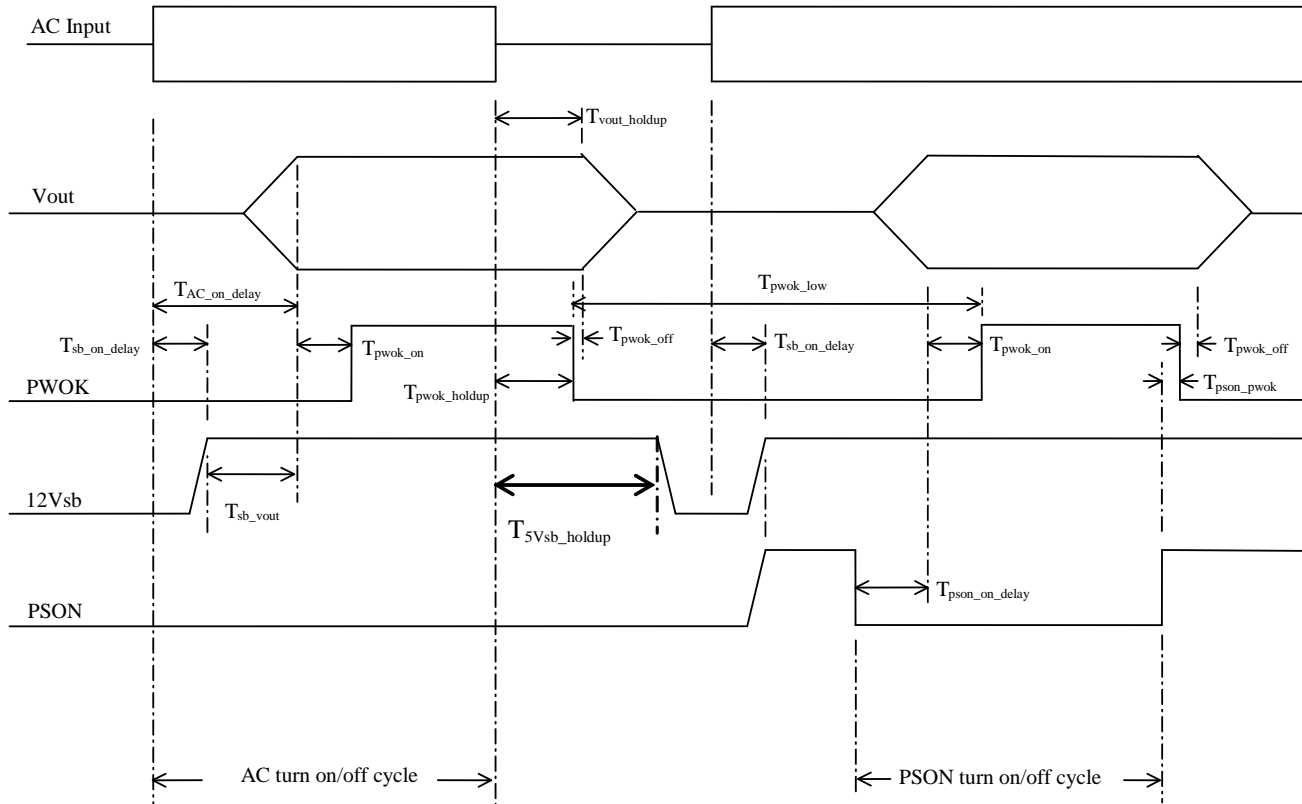 AC Input
Tvout_holdup
Vout
TAC_on_delay
Tpwok_low
Tsb_on_delay
Tpwok_on
Tpwok_off
Tsb_on_delay
Tpwok_on
Tpwok_off
PWOK
Tpwok_holdup
Tpson_pwok
12Vsb
Tsb_vout
T5Vsb_holdup
Tpson_on_delay
PSON
AC turn on/off cycle
PSON turn on/off cycle